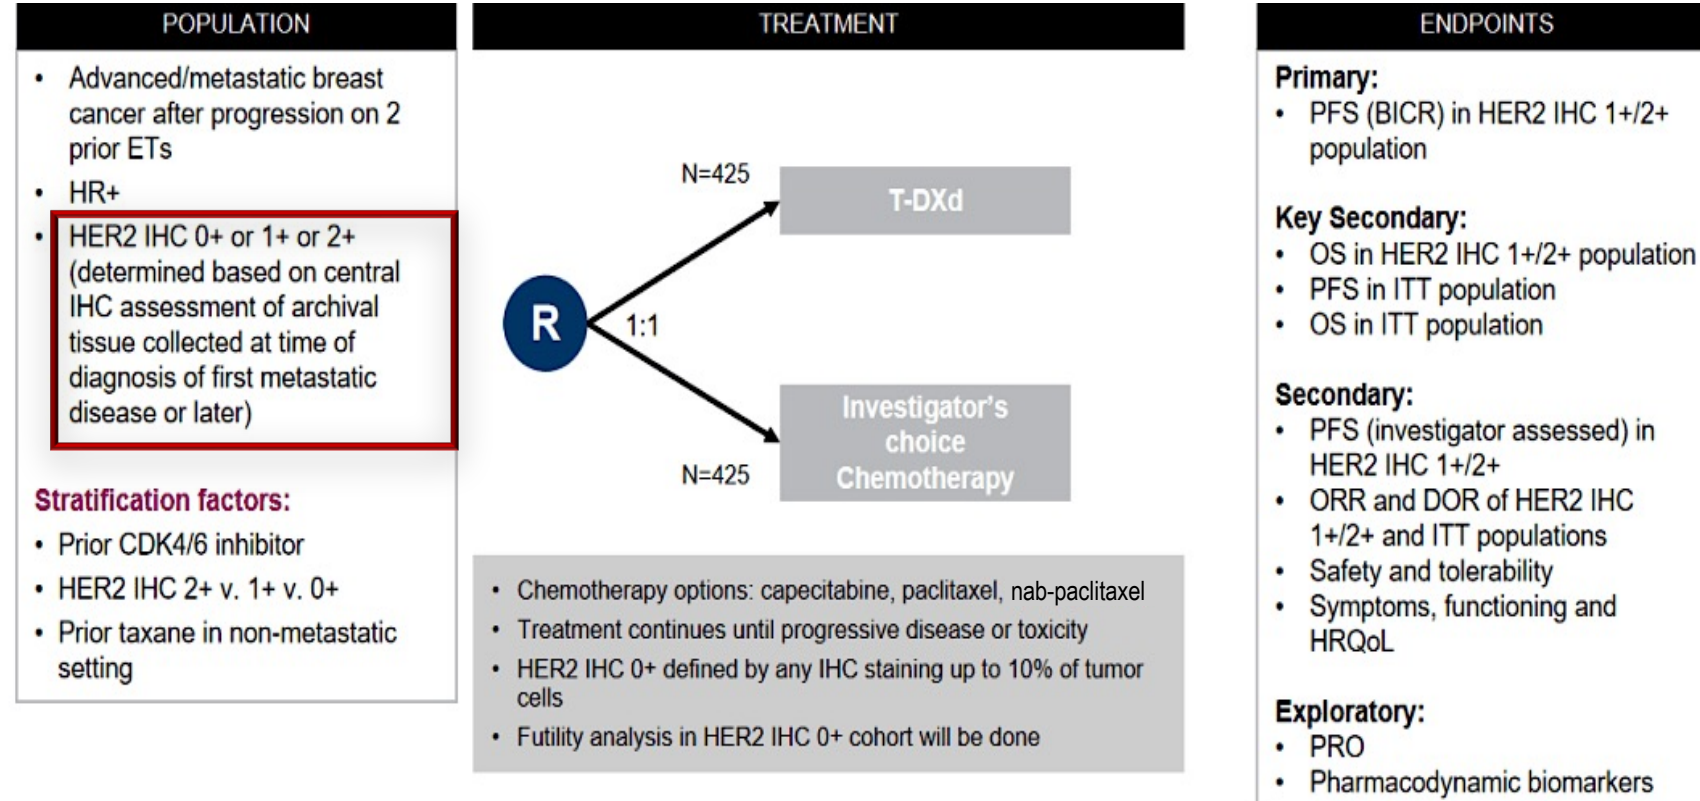 POPULATION
• Advanced/metastatic breast
cancer after progression on 2
prior ETs
• HR+
• HER2 IHC 0+ or 1+ or 2+
(determined based on central
IHC assessment of archival
tissue collected at time of
diagnosis of first metastatic
disease or later)
Stratification factors:
• Prior CDK4/6 inhibitor
• HER2 IHC 2+ v. 1+ v. 0+
• Prior taxane in non-metastatic
setting
TREATMENT
N=425
T-DXd
R
1:1
Investigator's
choice
Chemotherapy
N=425
• Chemotherapy options: capecitabine, paclitaxel, nab-paclitaxel
• Treatment continues until progressive disease or toxicity
• HER2 IHC 0+ defined by any IHC staining up to 10% of tumor
cells
• Futility analysis in HER2 IHC 0+ cohort will be done
ENDPOINTS
Primary:
• PFS (BICR) in HER2 IHC 1+/2+
population
Key Secondary:
• OS in HER2 IHC 1+/2+ population
• PFS in ITT population
• OS in ITT population
Secondary:
• PFS (investigator assessed) in
HER2 IHC 1+/2+
• ORR and DOR of HER2 IHC
1+/2+ and ITT populations
• Safety and tolerability
• Symptoms, functioning and
HRQoL
Exploratory:
• PRO
• Pharmacodynamic biomarkers